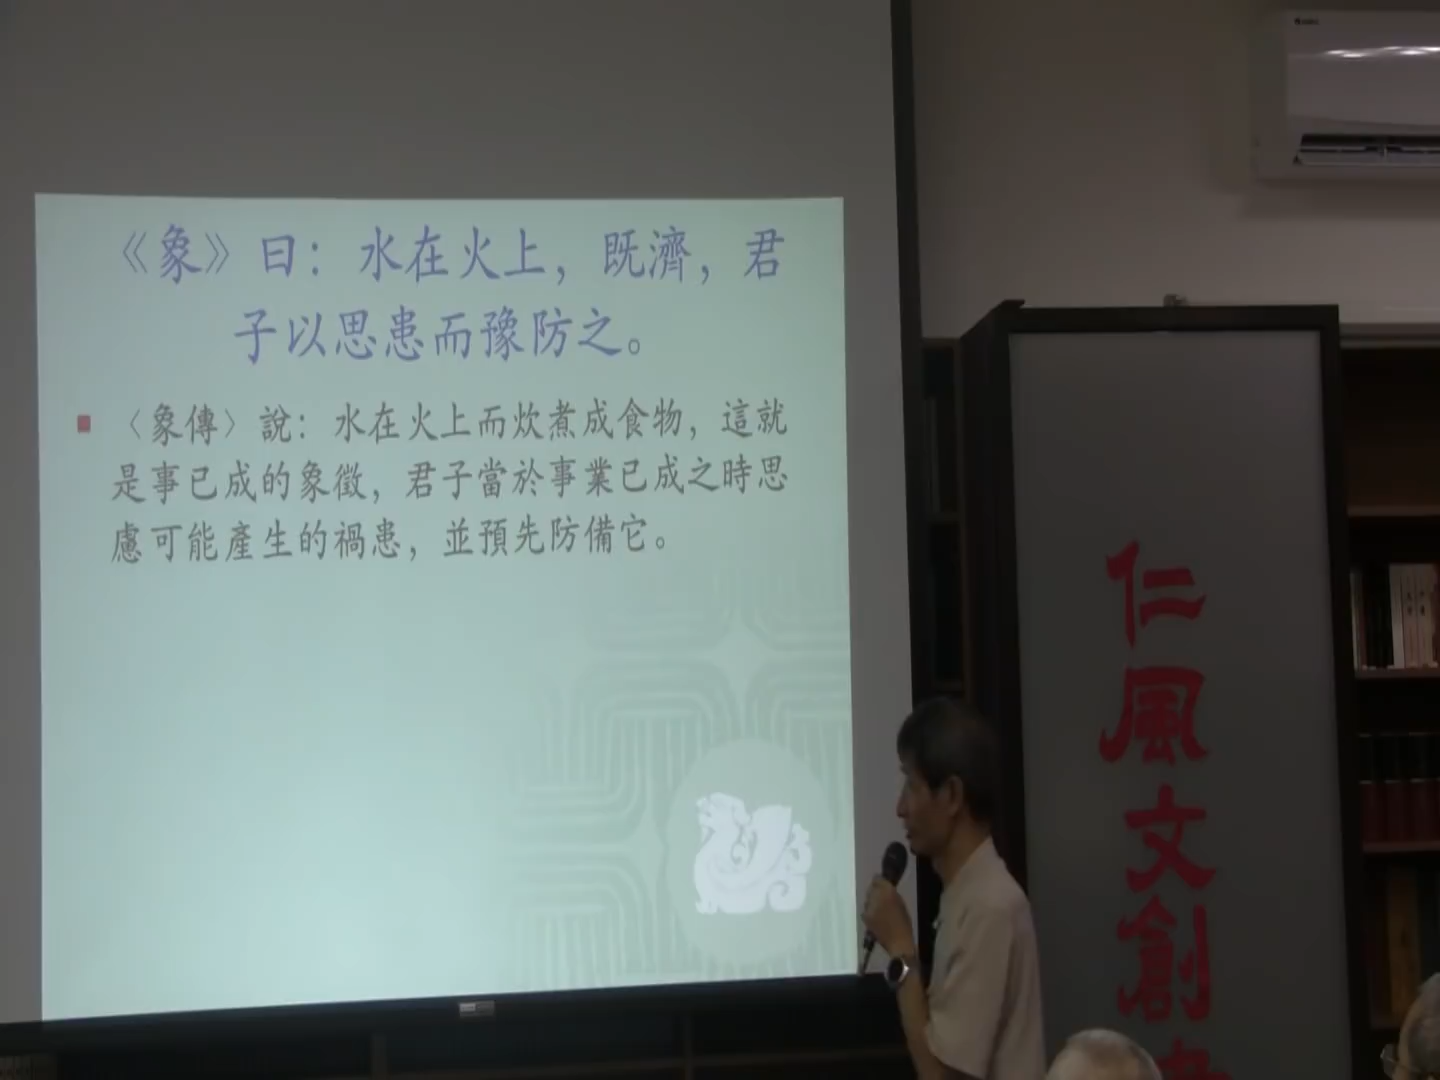 《象》曰：水在火上，既濟，君
子以思患而豫防之。
〈象傳〉說：水在火上而炊煮成食物，這就
是事已成的象徵，君子當於事業已成之時思
慮可能產生的禍患，並預先防備它。
仁風文創